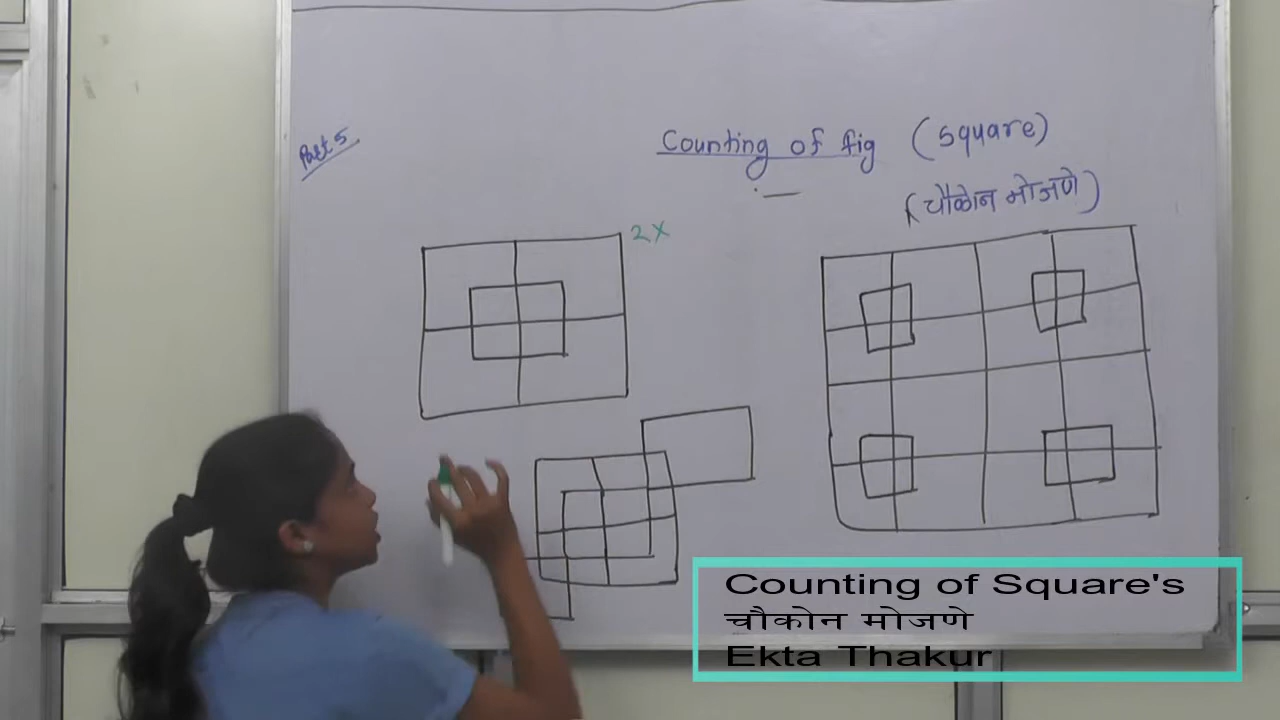 Part 5
Counting of fig (square)
(चौकोन मोजणे)
2x
Counting of Square's
चौकोन मोजणे
Ekta Thakur